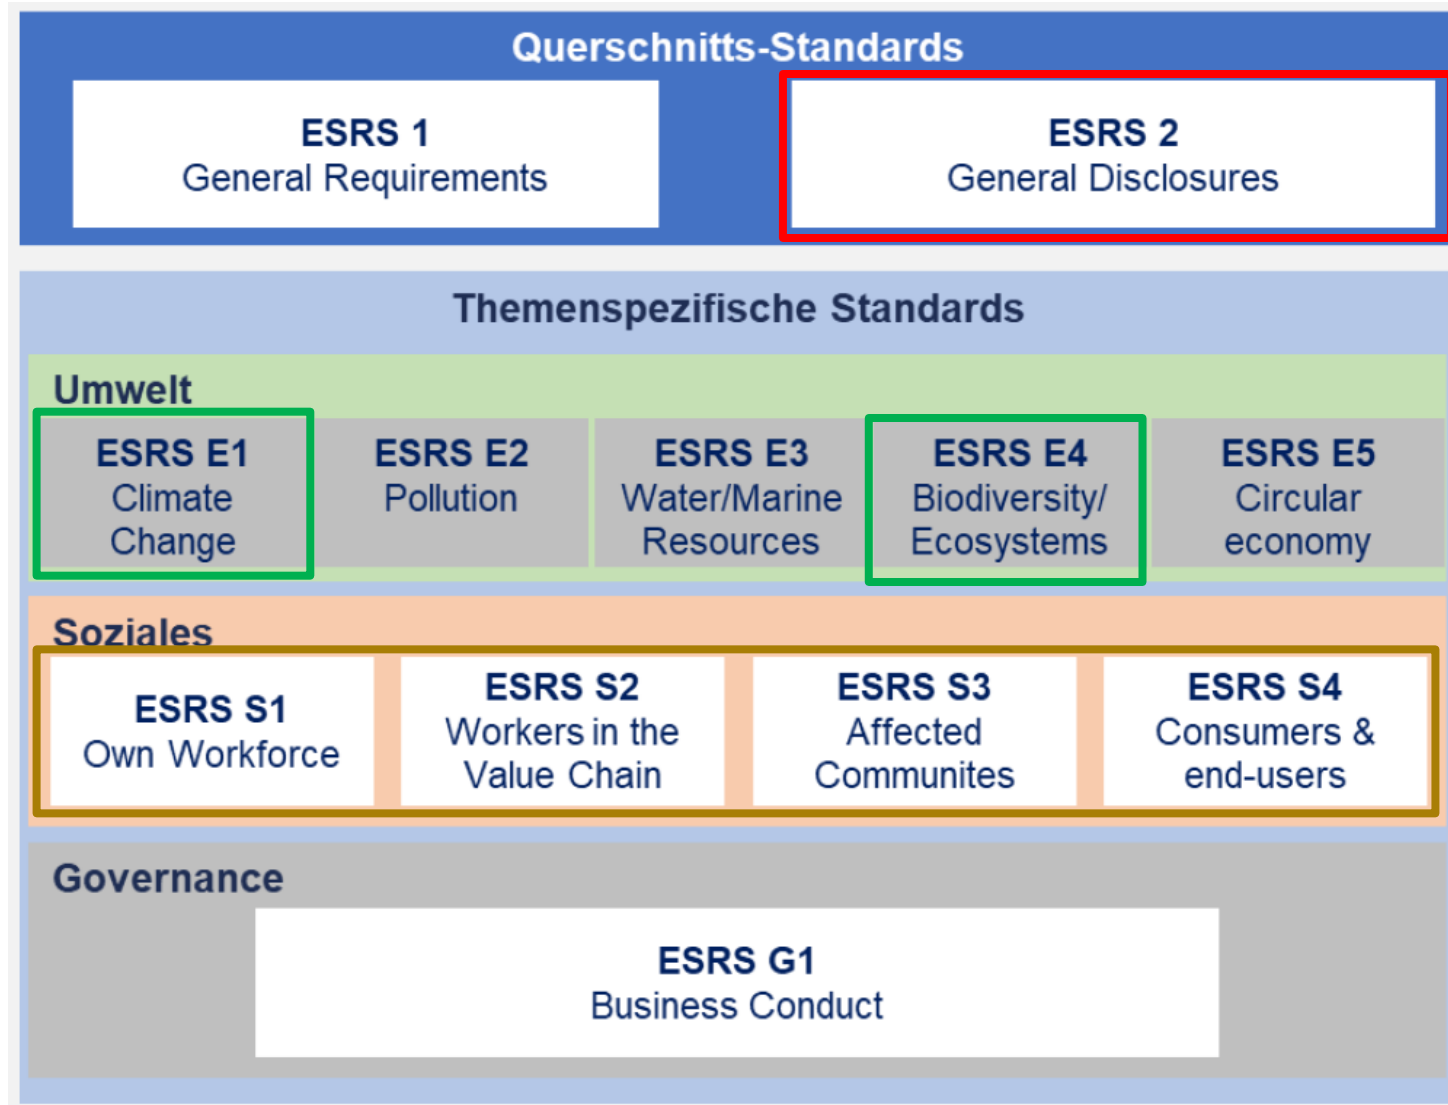 Querschnitts-Standards
ESRS 1
General Requirements
ESRS 2
General Disclosures
Themenspezifische Standards
Umwelt
ESRS E1
Climate
Change
ESRS E2
Pollution
ESRS E3
Water/Marine
Resources
ESRS E4
Biodiversity/
Ecosystems
ESRS E5
Circular
economy
Soziales
ESRS S1
Own Workforce
ESRS S2
Workers in the
Value Chain
ESRS S3
Affected
Communites
ESRS S4
Consumers &
end-users
Governance
ESRS G1
Business Conduct